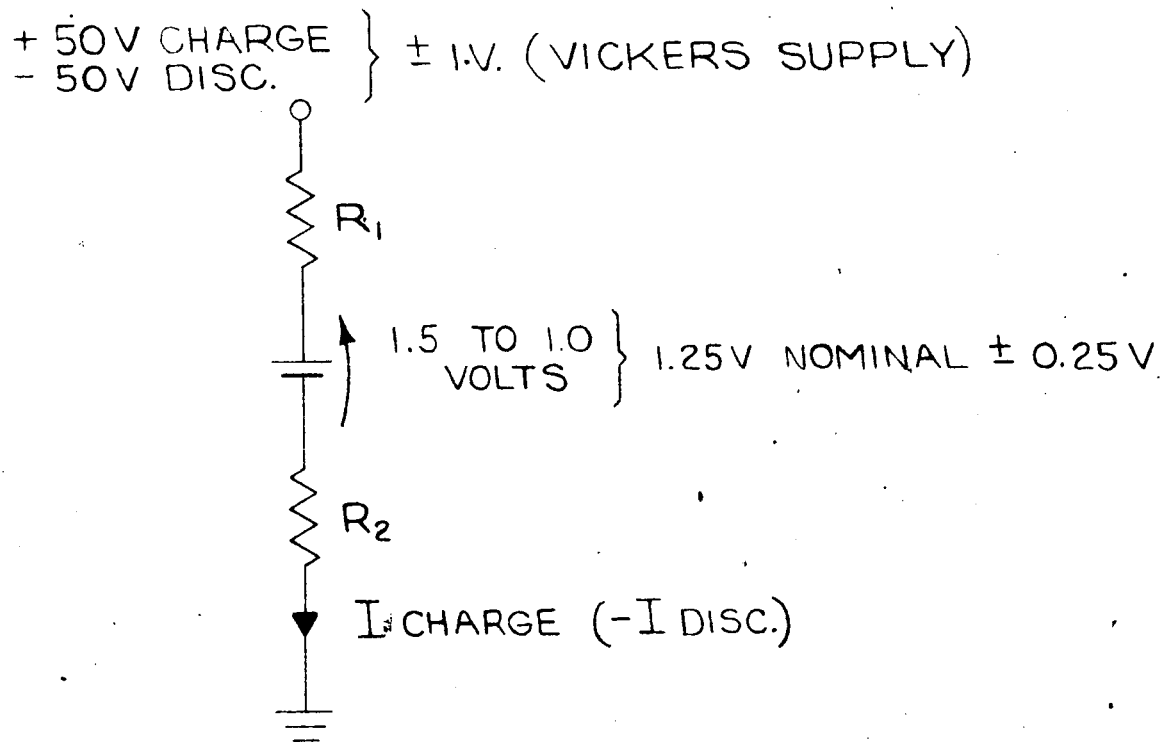 + 50V CHARGE } ± 1.V. (VICKERS SUPPLY)
- 50V DISC.
R1
1.5 TO 1.0 } 1.25V NOMINAL ± 0.25V
VOLTS
R2
I CHARGE (-I DISC.)